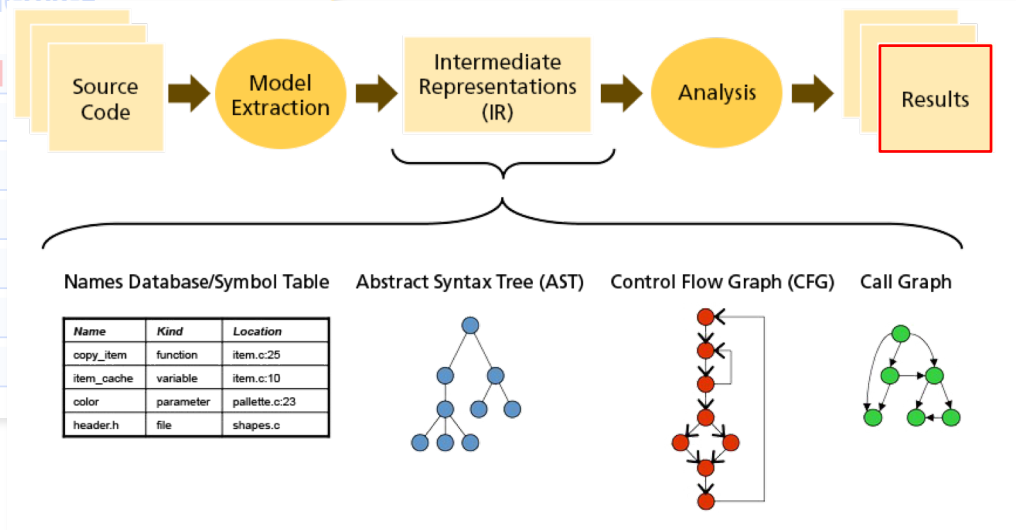 Source
Code
Model
Extraction
Intermediate
Representations
(IR)
Analysis
Results
Names Database/Symbol Table
Abstract Syntax Tree (AST)
Control Flow Graph (CFG)
Call Graph
Name Kind Location
copy_item function item.c:25
item_cache variable item.c:10
color parameter pallette.c:23
header.h file shapes.c